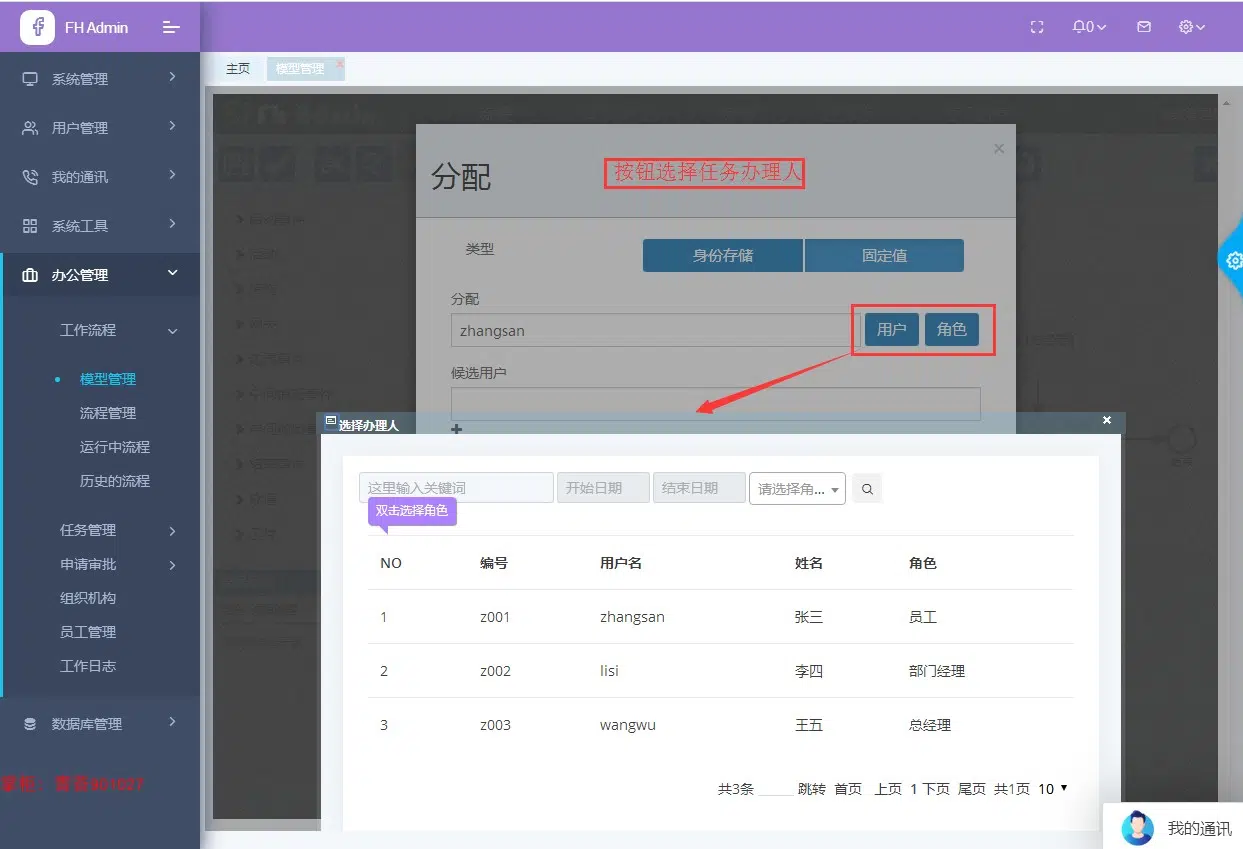 FH Admin
0
系统管理
用户管理
我的通讯
系统工具
办公管理
工作流程
模型管理
流程管理
运行中流程
历史的流程
任务管理
申请审批
组织机构
员工管理
工作日志
数据库管理
主页 模型管理 ×
分配
按钮选择任务办理人
×
类型 身份存储 固定值
分配
zhangsan 用户 角色
候选用户
+
选择办理人 ×
这里输入关键词 开始日期 结束日期 请选择角...
双击选择角色
NO 编号 用户名 姓名 角色
1 z001 zhangsan 张三 员工
2 z002 lisi 李四 部门经理
3 z003 wangwu 王五 总经理
共3条 跳转 首页 上页 1 下页 尾页 共1页 10
我的通讯